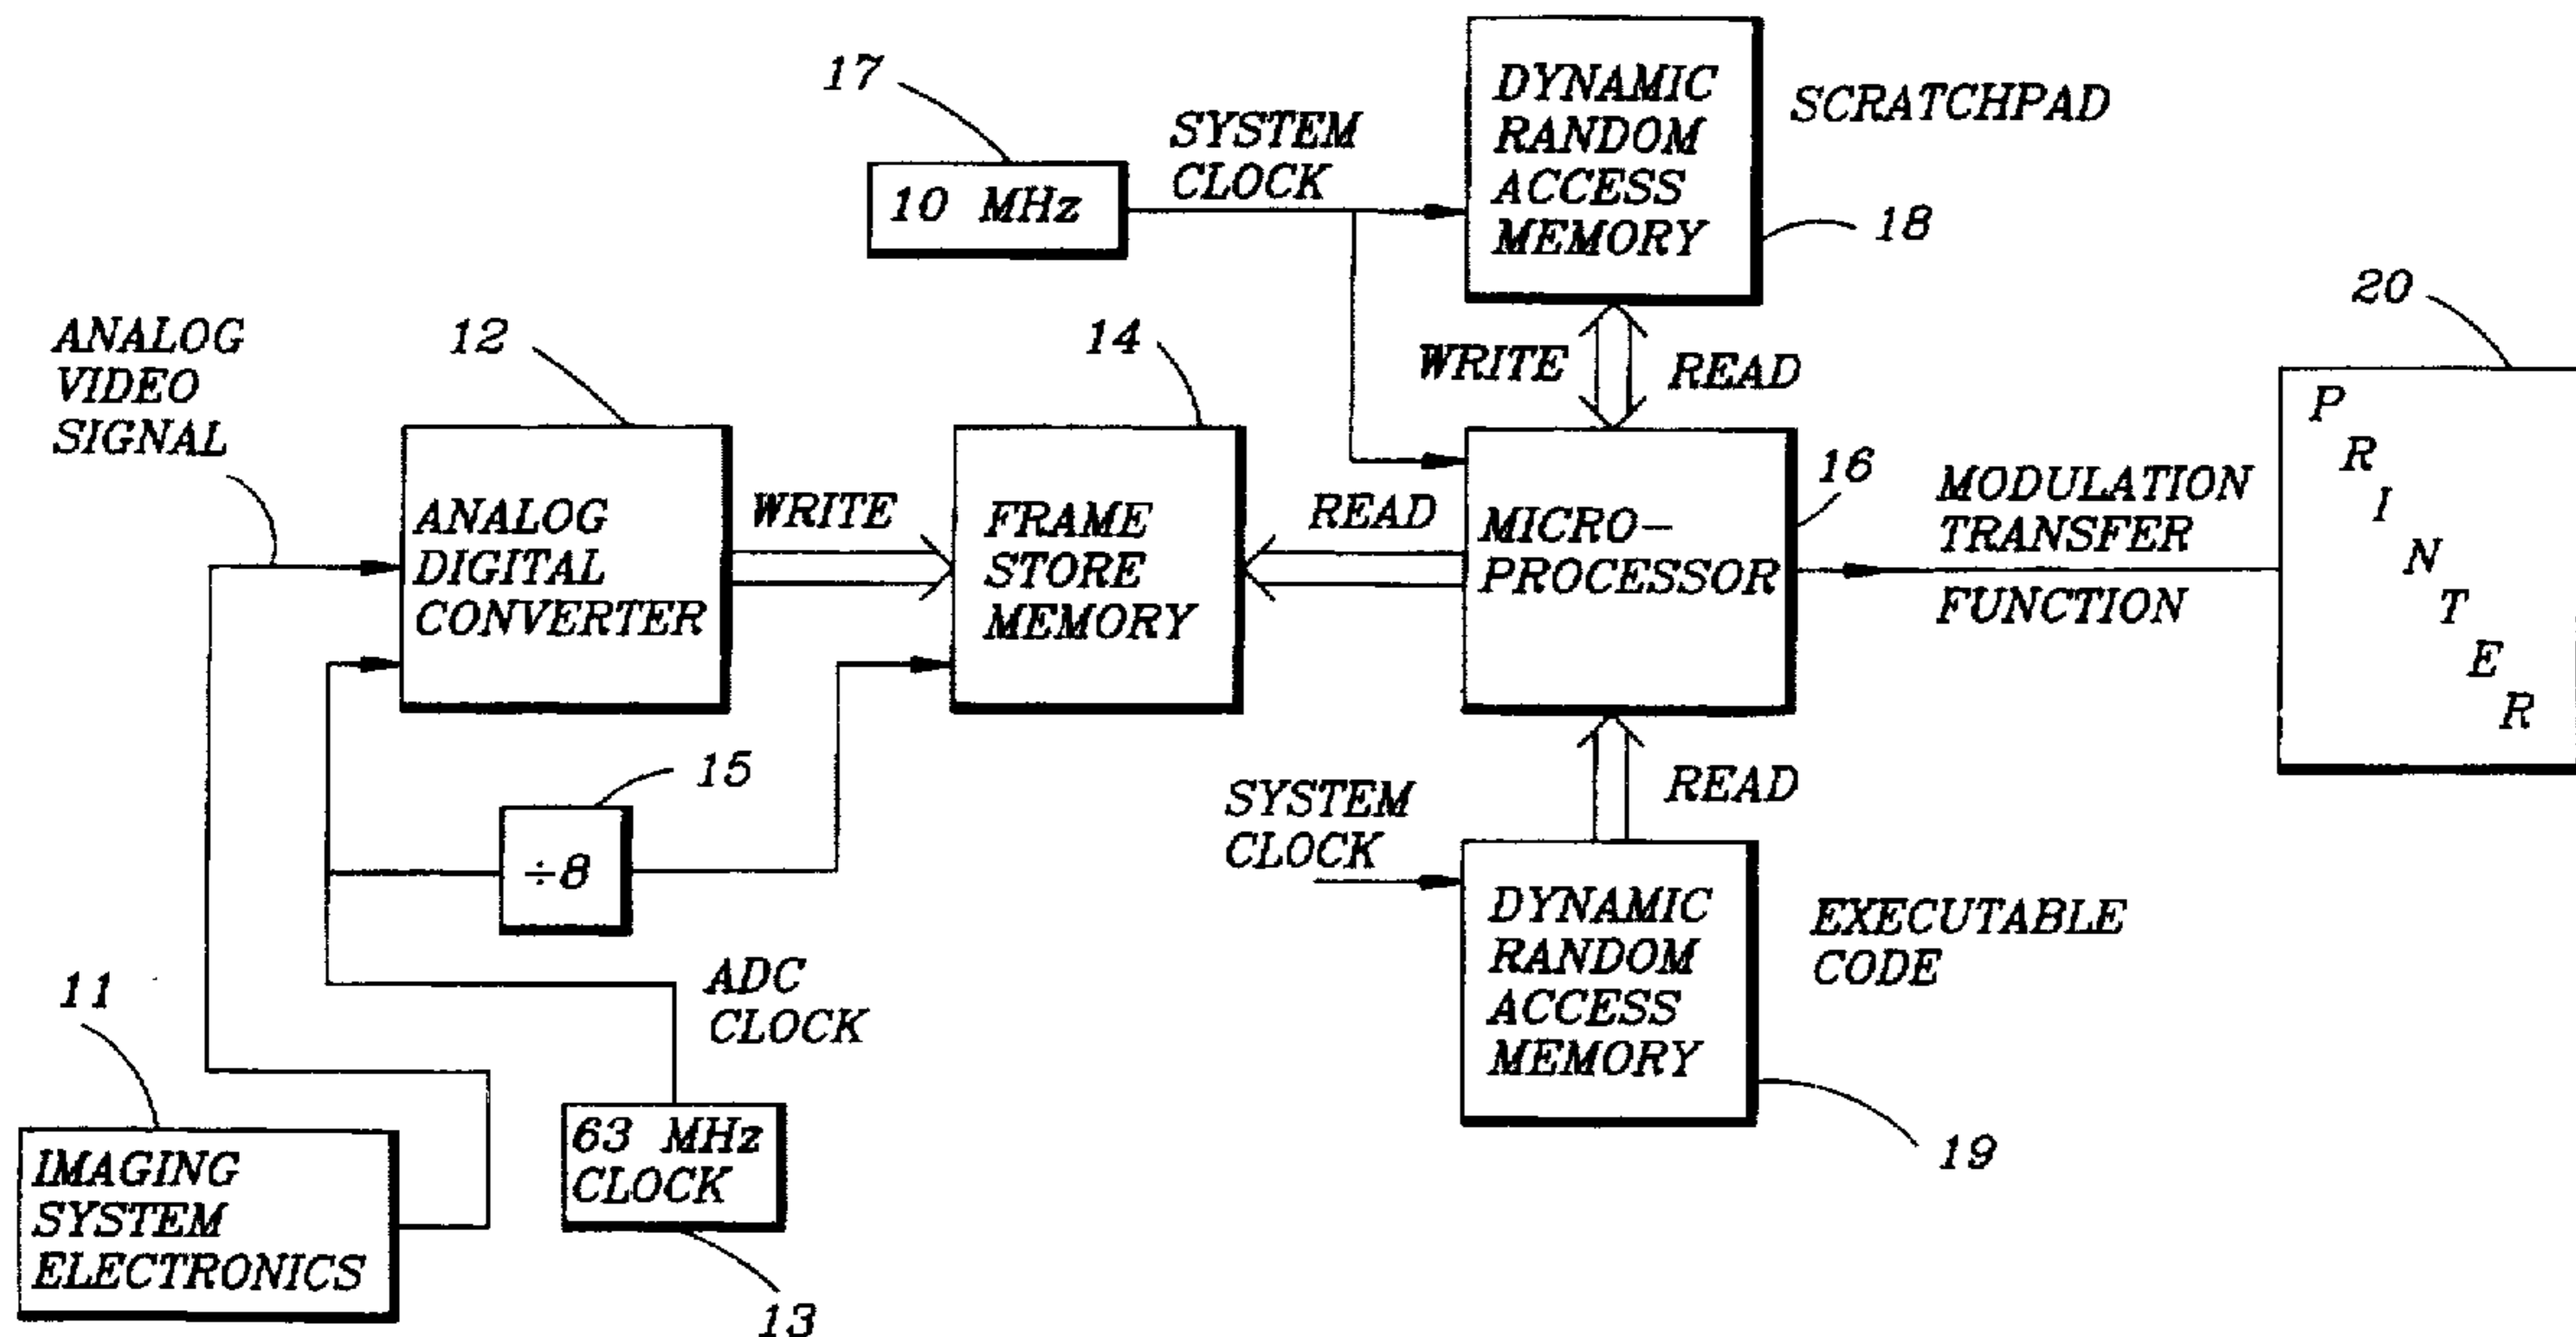 17
SYSTEM
CLOCK
10 MHz
DYNAMIC
RANDOM
ACCESS
MEMORY
SCRATCHPAD
18
WRITE
READ
ANALOG
VIDEO
SIGNAL
12
ANALOG
DIGITAL
CONVERTER
WRITE
14
FRAME
STORE
MEMORY
READ
MICRO-
PROCESSOR
16
MODULATION
TRANSFER
FUNCTION
20
P
R
I
N
T
E
R
15
÷8
READ
SYSTEM
CLOCK
DYNAMIC
RANDOM
ACCESS
MEMORY
EXECUTABLE
CODE
19
ADC
CLOCK
63 MHz
CLOCK
13
11
IMAGING
SYSTEM
ELECTRONICS